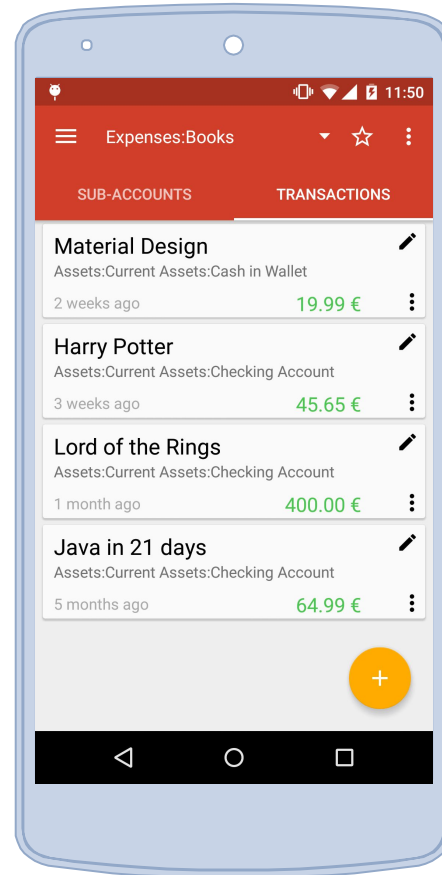 11:50
Expenses:Books
SUB-ACCOUNTS TRANSACTIONS
Material Design
Assets:Current Assets:Cash in Wallet
2 weeks ago 19.99 €
Harry Potter
Assets:Current Assets:Checking Account
3 weeks ago 45.65 €
Lord of the Rings
Assets:Current Assets:Checking Account
1 month ago 400.00 €
Java in 21 days
Assets:Current Assets:Checking Account
5 months ago 64.99 €